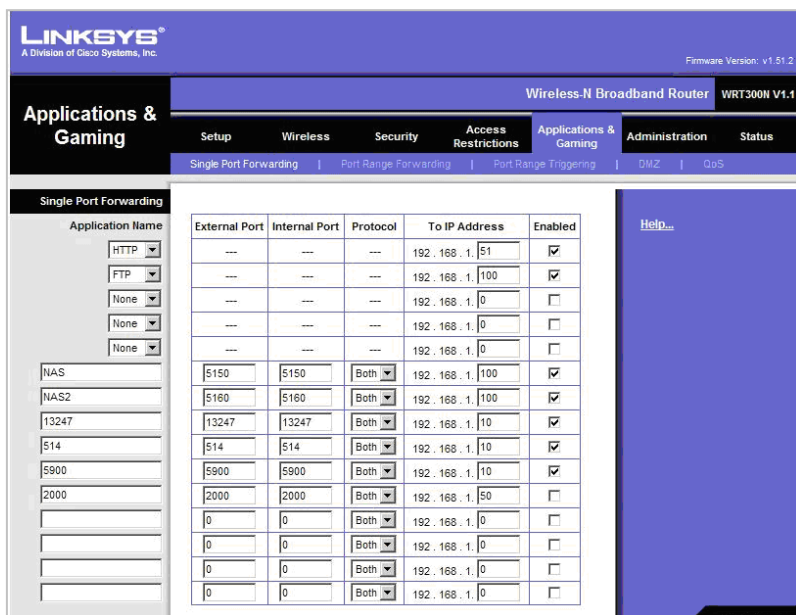 LINKSYS®
A Division of Cisco Systems, Inc.
Firmware Version: v1.51.2
Wireless-N Broadband Router WRT300N V1.1
Applications & Gaming
Setup Wireless Security Access Restrictions Applications & Gaming Administration Status
Single Port Forwarding | Port Range Forwarding | Port Range Triggering | DMZ | QoS
Single Port Forwarding
Application Name External Port Internal Port Protocol To IP Address Enabled
Help...
HTTP --- --- --- 192 . 168 . 1. 51
FTP --- --- --- 192 . 168 . 1. 100
None --- --- --- 192 . 168 . 1. 0
None --- --- --- 192 . 168 . 1. 0
None --- --- --- 192 . 168 . 1. 0
NAS 5150 5150 Both 192 . 168 . 1. 100
NAS2 5160 5160 Both 192 . 168 . 1. 100
13247 13247 13247 Both 192 . 168 . 1. 10
514 514 514 Both 192 . 168 . 1. 10
5900 5900 5900 Both 192 . 168 . 1. 10
2000 2000 2000 Both 192 . 168 . 1. 50
0 0 Both 192 . 168 . 1. 0
0 0 Both 192 . 168 . 1. 0
0 0 Both 192 . 168 . 1. 0
0 0 Both 192 . 168 . 1. 0